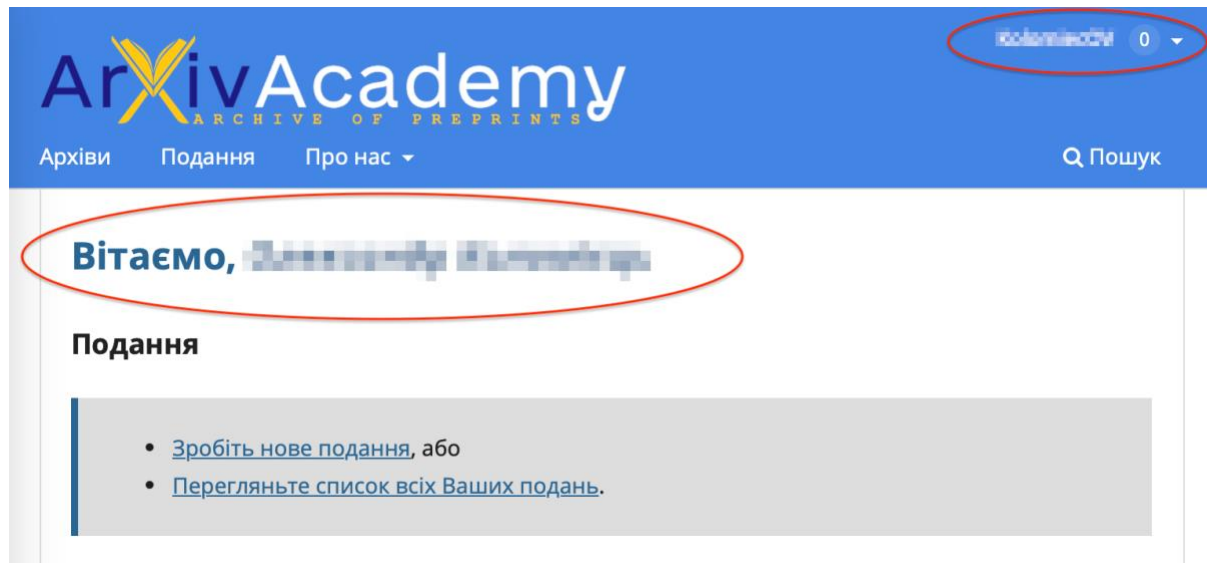 ArXivAcademy
ARCHIVE OF PREPRINTS
0
Архіви Подання Про нас Пошук
Вітаємо,
Подання
• Зробіть нове подання, або
• Перегляньте список всіх Ваших подань.